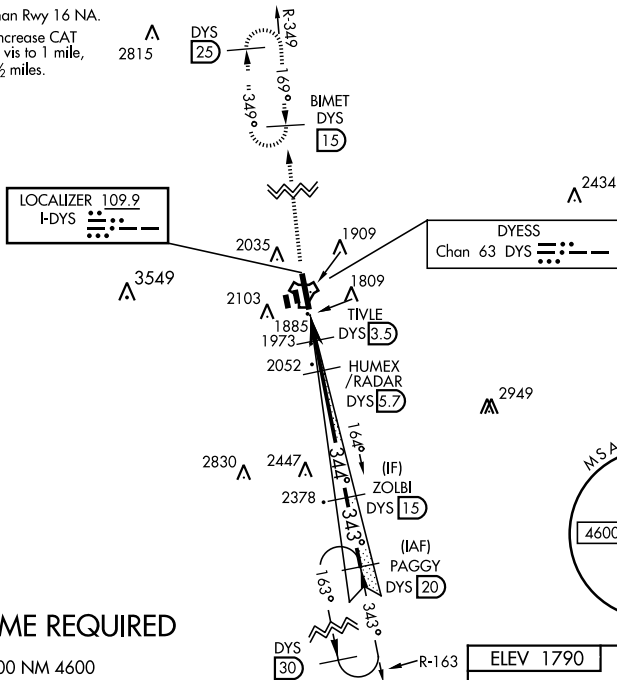 an Rwy 16 NA.
ncrease CAT
vis to 1 mile,
½ miles.
2815
DYS
25
R-349
349°
169°
BIMET
DYS
15
LOCALIZER 109.9
I-DYS
2434
DYESS
Chan 63 DYS
2035
1909
3549
2103
1809
1885
TIVLE
1973
DYS 3.5
2052
HUMEX
/RADAR
DYS 5.7
2949
164°
344°
2830
2447
(IF)
ZOLBI
2378
DYS 15
MSA
4600
343°
(IAF)
PAGGY
DYS 20
163°
343°
ME REQUIRED
DYS
30
R-163
ELEV 1790
00 NM 4600